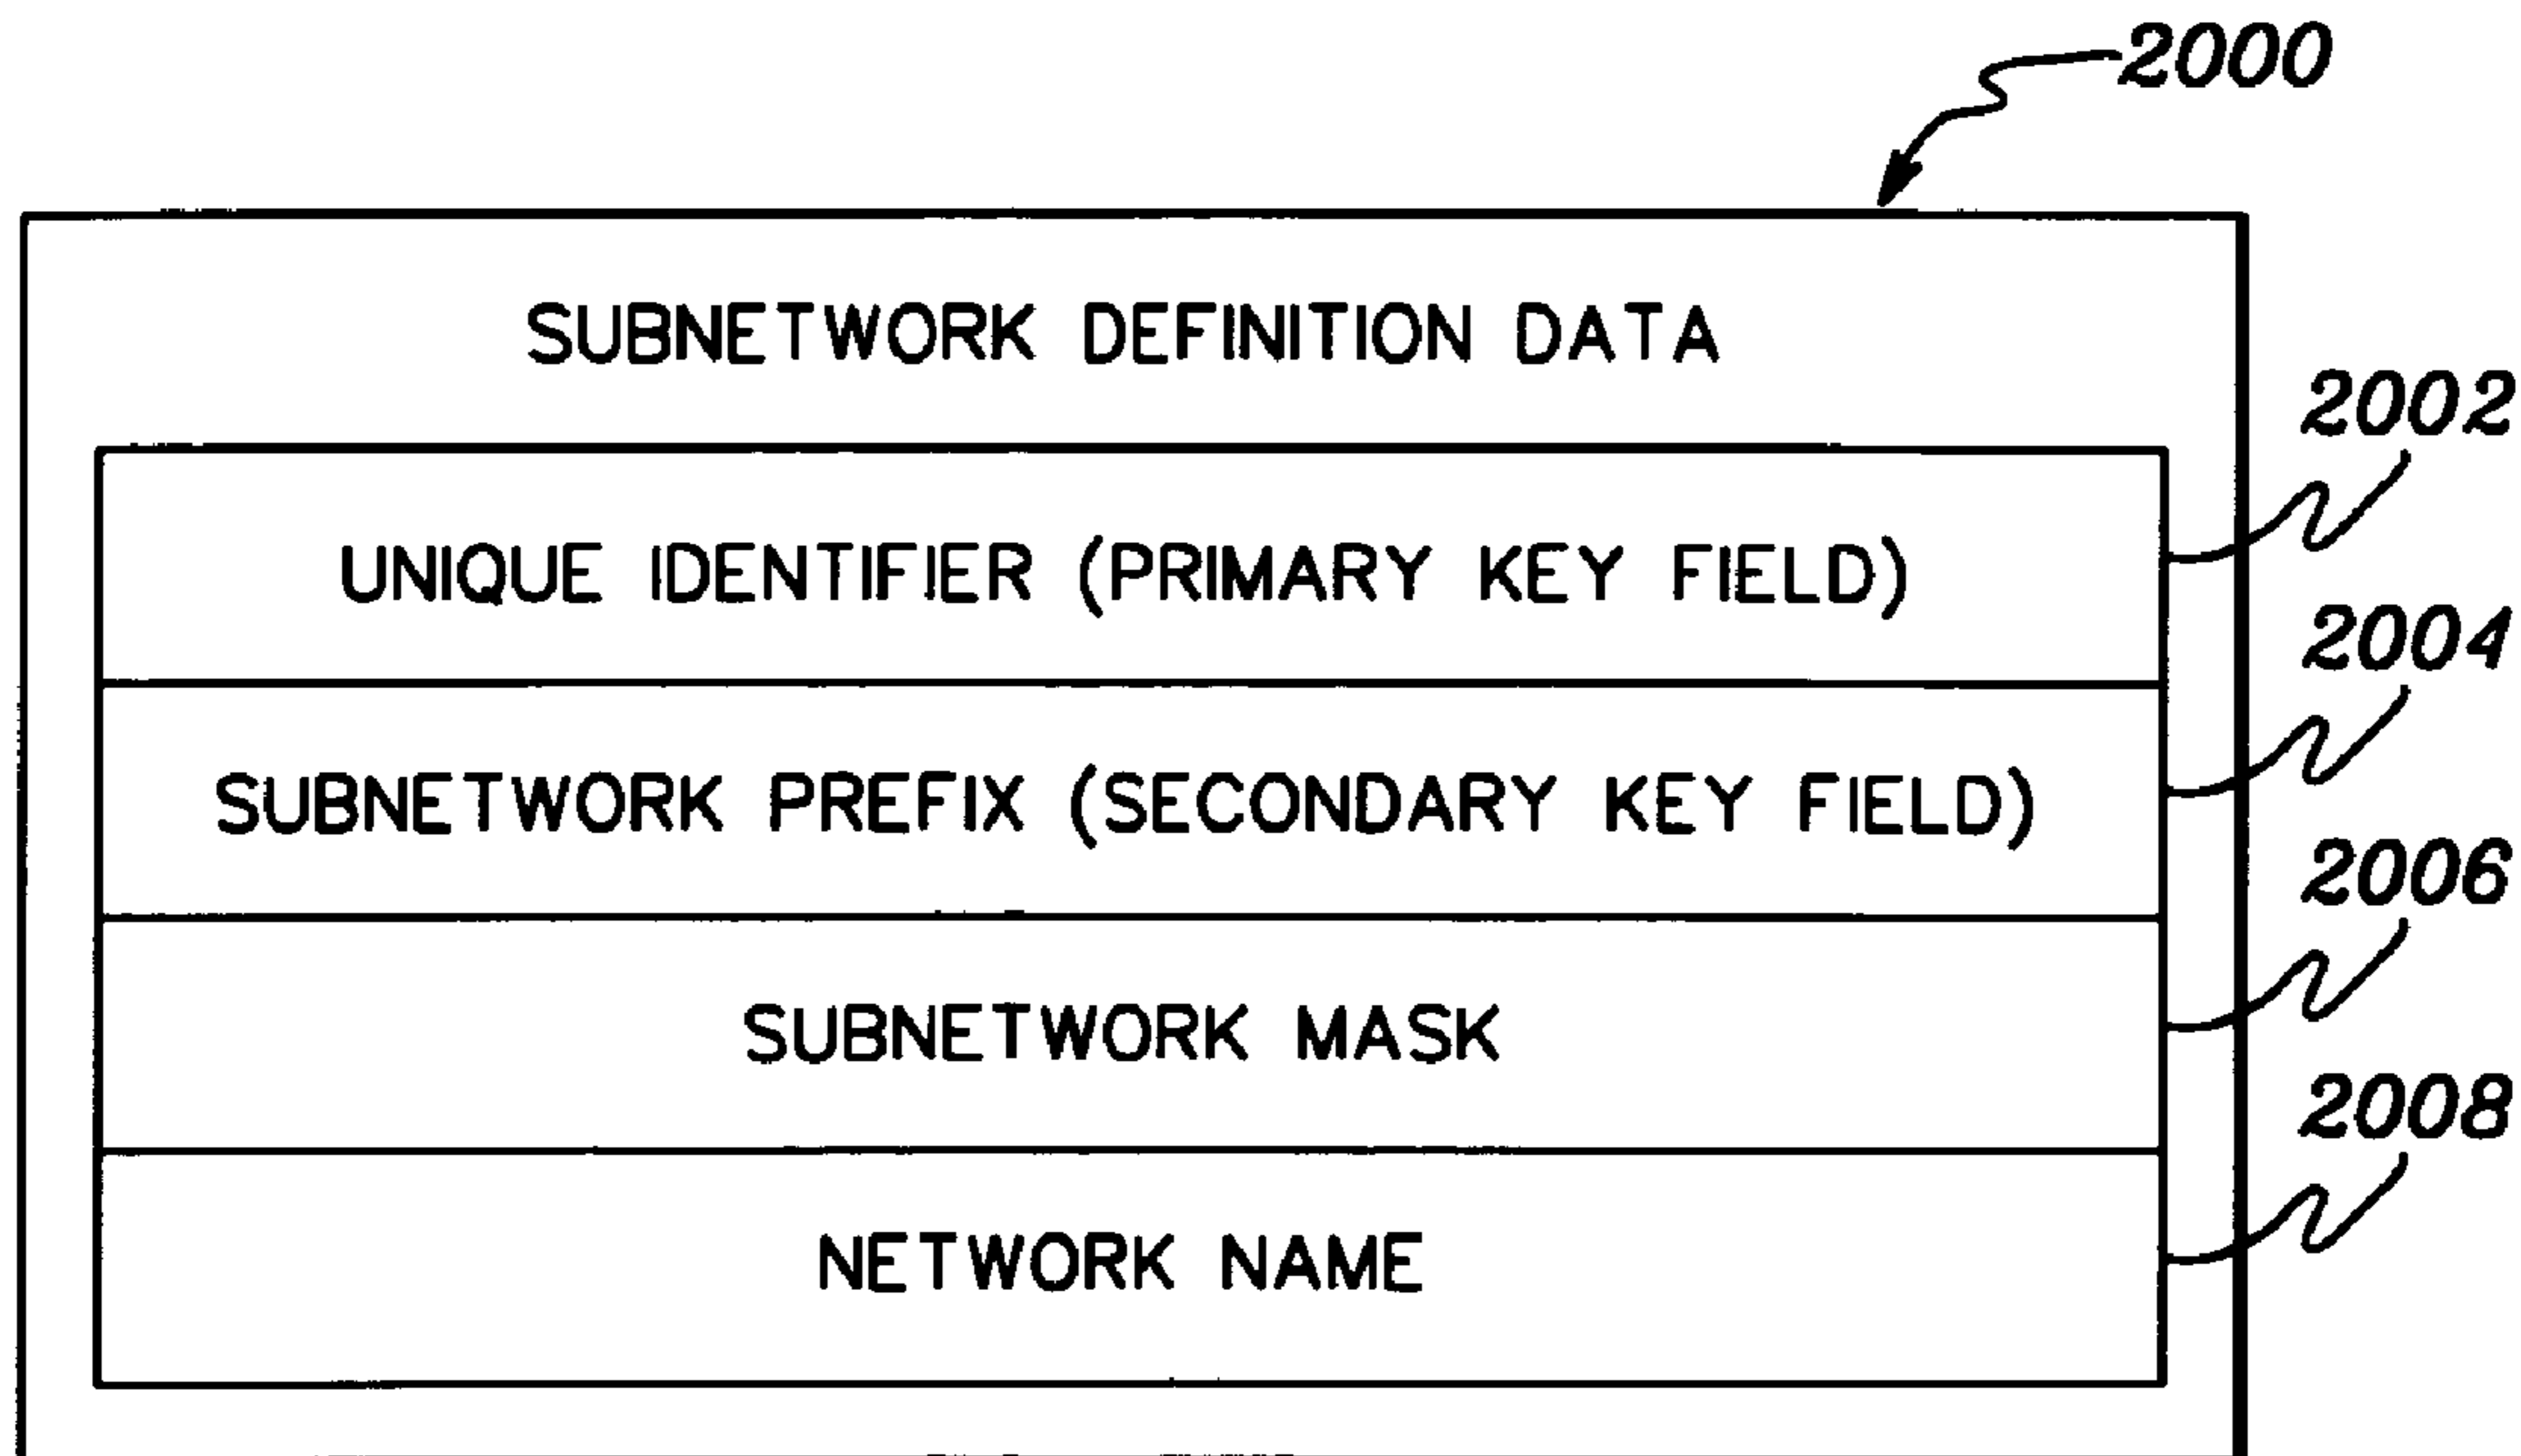 2000
SUBNETWORK DEFINITION DATA
2002
UNIQUE IDENTIFIER (PRIMARY KEY FIELD)
2004
SUBNETWORK PREFIX (SECONDARY KEY FIELD)
2006
SUBNETWORK MASK
2008
NETWORK NAME